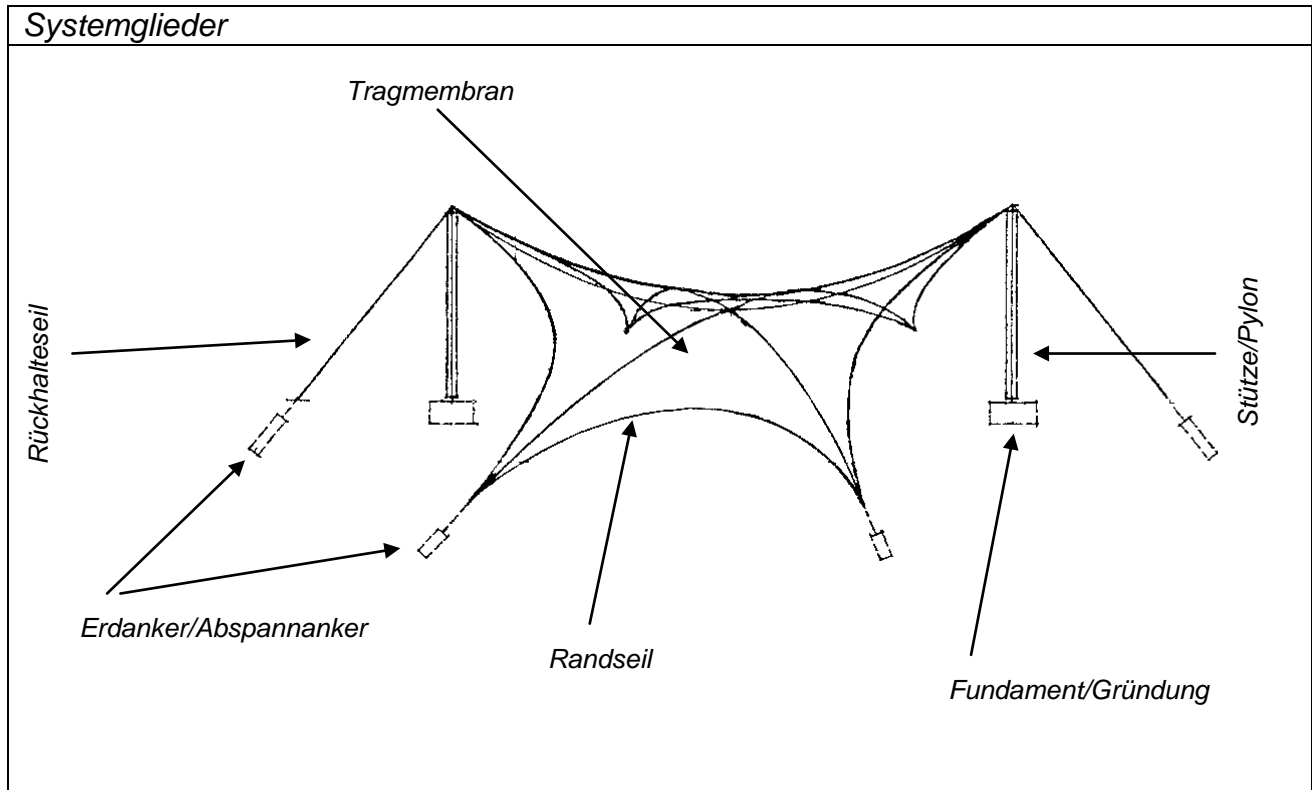 Systemglieder
Tragmembran
Rückhalteseil
Stütze/Pylon
Erdanker/Abspannanker
Randseil
Fundament/Gründung